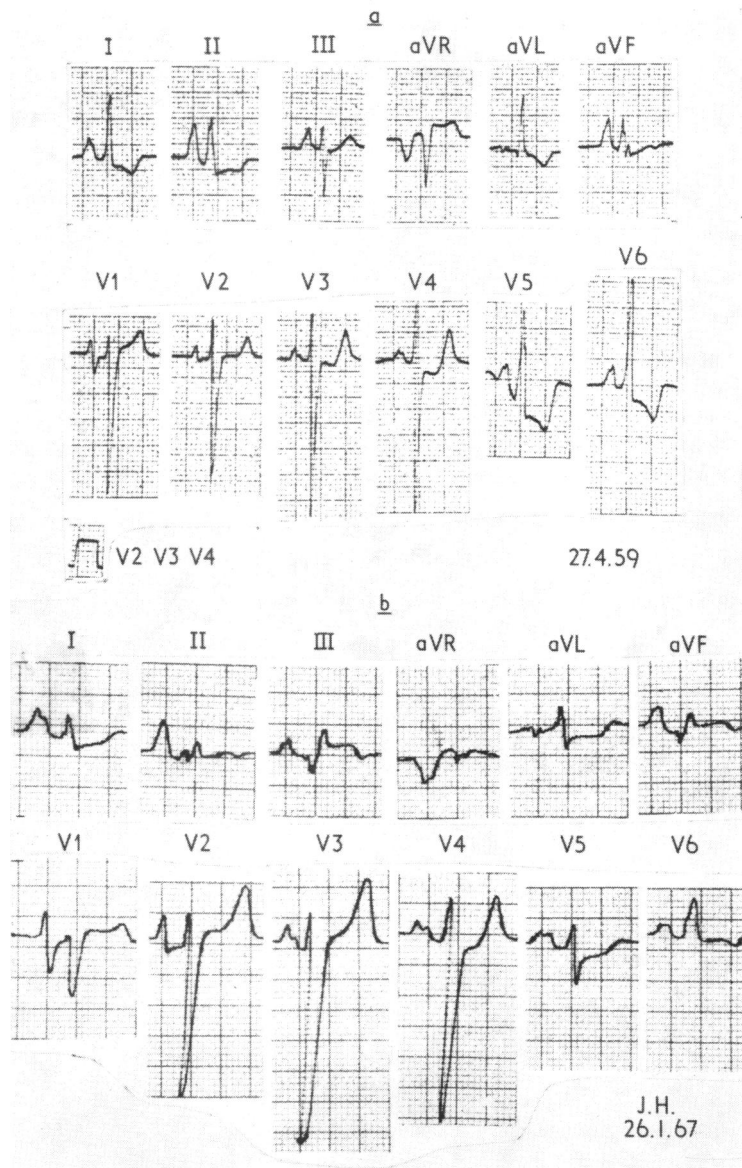 a
I II III aVR aVL aVF
V1 V2 V3 V4 V5 V6
V2 V3 V4 27.4.59
b
I II III aVR aVL aVF
V1 V2 V3 V4 V5 V6
J.H.
26.1.67